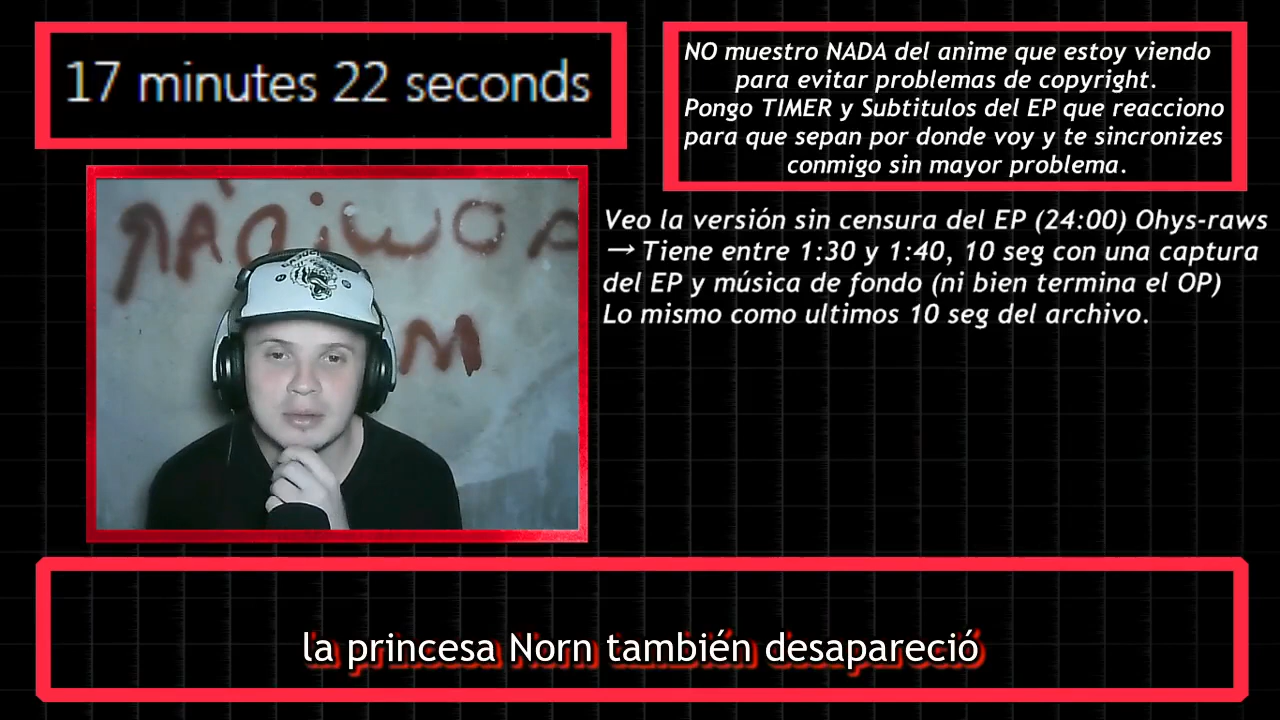 17 minutes 22 seconds
NO muestro NADA del anime que estoy viendo
para evitar problemas de copyright.
Pongo TIMER y Subtitulos del EP que reacciono
para que sepan por donde voy y te sincronizes
conmigo sin mayor problema.
Veo la versión sin censura del EP (24:00) Ohys-raws
→ Tiene entre 1:30 y 1:40, 10 seg con una captura
del EP y música de fondo (ni bien termina el OP)
Lo mismo como ultimos 10 seg del archivo.
la princesa Norn también desapareció